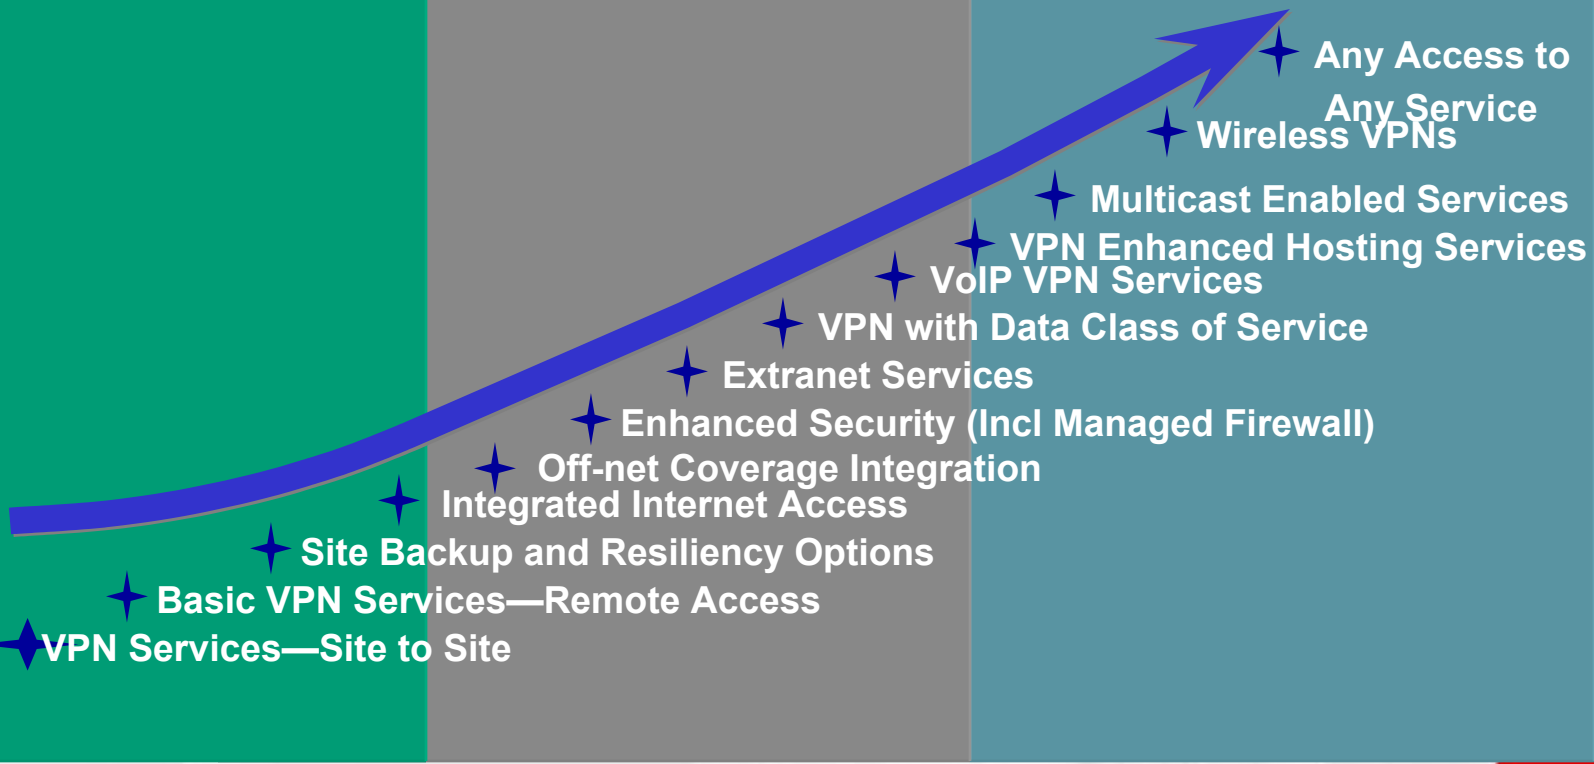 Any Access to
Any Service
Wireless VPNs
Multicast Enabled Services
VPN Enhanced Hosting Services
VoIP VPN Services
VPN with Data Class of Service
Extranet Services
Enhanced Security (Incl Managed Firewall)
Off-net Coverage Integration
Integrated Internet Access
Site Backup and Resiliency Options
Basic VPN Services—Remote Access
VPN Services—Site to Site